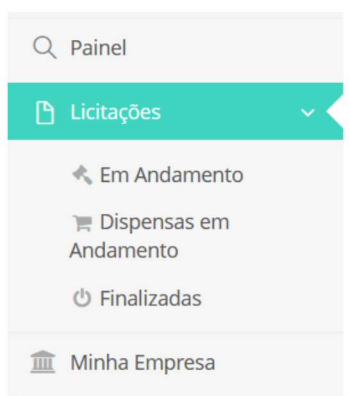 Painel
Licitações
Em Andamento
Dispensas em
Andamento
Finalizadas
Minha Empresa